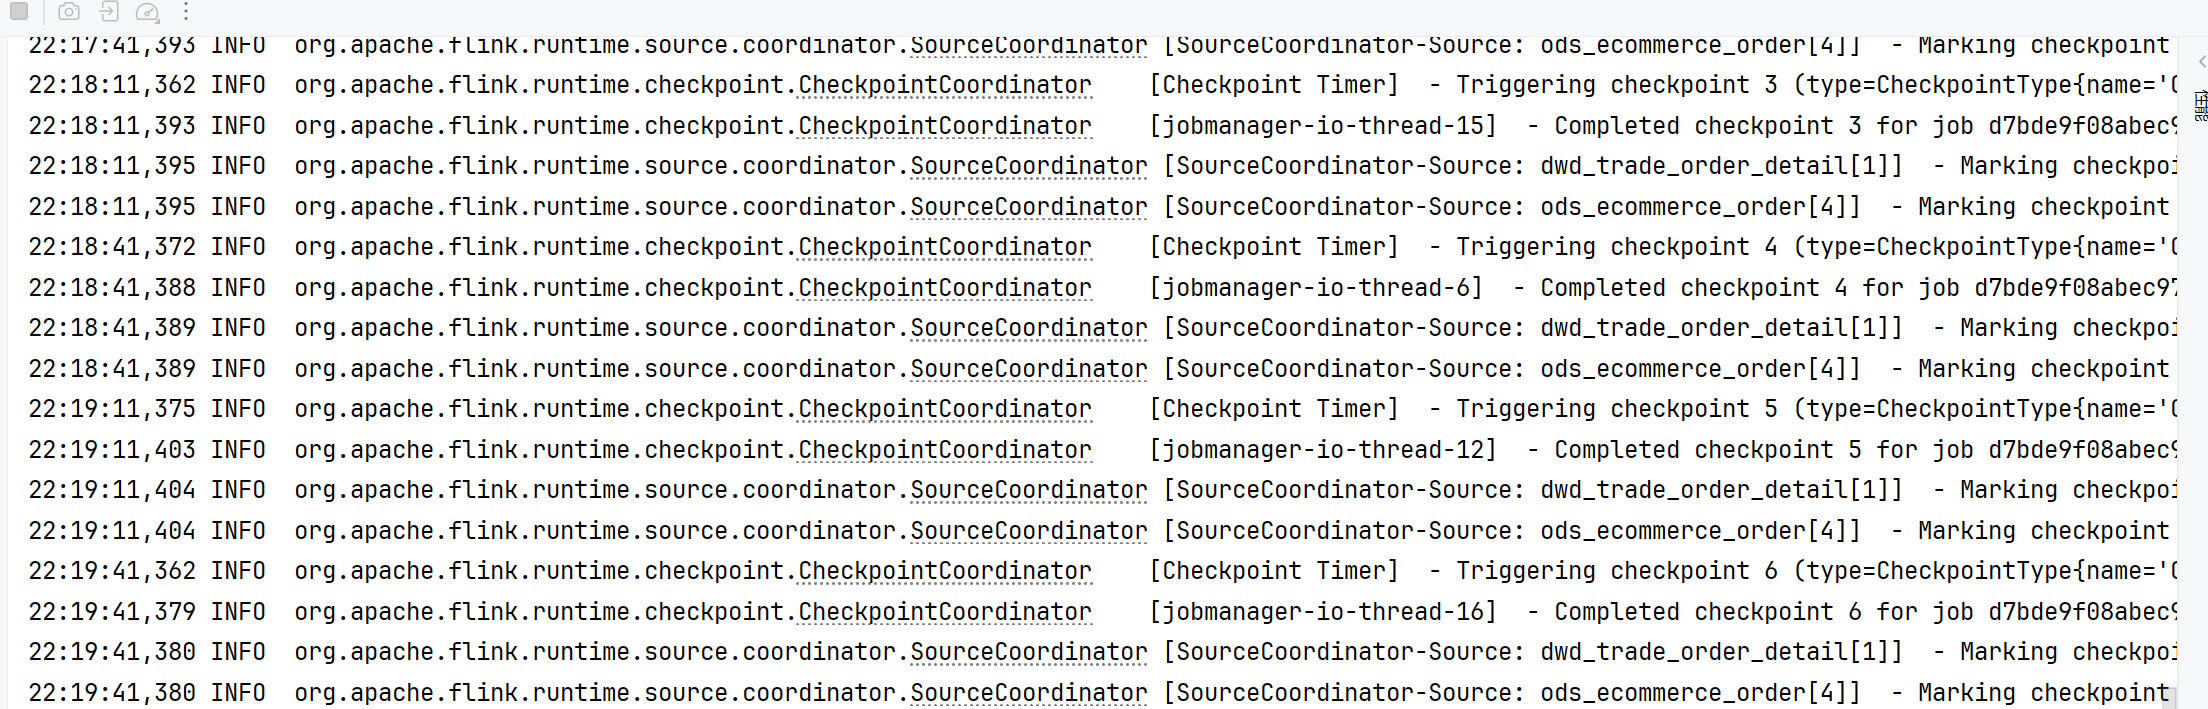 22:17:41,393 INFO  org.apache.flink.runtime.source.coordinator.SourceCoordinator [SourceCoordinator-Source: ods_ecommerce_order[4]]  - Marking checkpoint
22:18:11,362 INFO  org.apache.flink.runtime.checkpoint.CheckpointCoordinator    [Checkpoint Timer]  - Triggering checkpoint 3 (type=CheckpointType{name='C
22:18:11,393 INFO  org.apache.flink.runtime.checkpoint.CheckpointCoordinator    [jobmanager-io-thread-15]  - Completed checkpoint 3 for job d7bde9f08abec9
22:18:11,395 INFO  org.apache.flink.runtime.source.coordinator.SourceCoordinator [SourceCoordinator-Source: dwd_trade_order_detail[1]]  - Marking checkpoi
22:18:11,395 INFO  org.apache.flink.runtime.source.coordinator.SourceCoordinator [SourceCoordinator-Source: ods_ecommerce_order[4]]  - Marking checkpoint
22:18:41,372 INFO  org.apache.flink.runtime.checkpoint.CheckpointCoordinator    [Checkpoint Timer]  - Triggering checkpoint 4 (type=CheckpointType{name='C
22:18:41,388 INFO  org.apache.flink.runtime.checkpoint.CheckpointCoordinator    [jobmanager-io-thread-6]  - Completed checkpoint 4 for job d7bde9f08abec97
22:18:41,389 INFO  org.apache.flink.runtime.source.coordinator.SourceCoordinator [SourceCoordinator-Source: dwd_trade_order_detail[1]]  - Marking checkpoi
22:18:41,389 INFO  org.apache.flink.runtime.source.coordinator.SourceCoordinator [SourceCoordinator-Source: ods_ecommerce_order[4]]  - Marking checkpoint
22:19:11,375 INFO  org.apache.flink.runtime.checkpoint.CheckpointCoordinator    [Checkpoint Timer]  - Triggering checkpoint 5 (type=CheckpointType{name='C
22:19:11,403 INFO  org.apache.flink.runtime.checkpoint.CheckpointCoordinator    [jobmanager-io-thread-12]  - Completed checkpoint 5 for job d7bde9f08abec9
22:19:11,404 INFO  org.apache.flink.runtime.source.coordinator.SourceCoordinator [SourceCoordinator-Source: dwd_trade_order_detail[1]]  - Marking checkpoi
22:19:11,404 INFO  org.apache.flink.runtime.source.coordinator.SourceCoordinator [SourceCoordinator-Source: ods_ecommerce_order[4]]  - Marking checkpoint
22:19:41,362 INFO  org.apache.flink.runtime.checkpoint.CheckpointCoordinator    [Checkpoint Timer]  - Triggering checkpoint 6 (type=CheckpointType{name='C
22:19:41,379 INFO  org.apache.flink.runtime.checkpoint.CheckpointCoordinator    [jobmanager-io-thread-16]  - Completed checkpoint 6 for job d7bde9f08abec9
22:19:41,380 INFO  org.apache.flink.runtime.source.coordinator.SourceCoordinator [SourceCoordinator-Source: dwd_trade_order_detail[1]]  - Marking checkpoi
22:19:41,380 INFO  org.apache.flink.runtime.source.coordinator.SourceCoordinator [SourceCoordinator-Source: ods_ecommerce_order[4]]  - Marking checkpoint